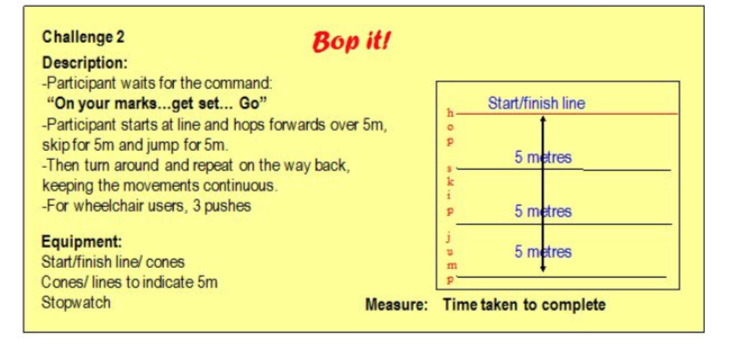 Challenge 2
Bop it!
Description:
-Participant waits for the command:
“On your marks…get set… Go”
-Participant starts at line and hops forwards over 5m,
skip for 5m and jump for 5m.
-Then turn around and repeat on the way back,
keeping the movements continuous.
-For wheelchair users, 3 pushes
Equipment:
Start/finish line/ cones
Cones/ lines to indicate 5m
Stopwatch
Start/finish line
hop
5 metres
skip
5 metres
jump
5 metres
Measure: Time taken to complete